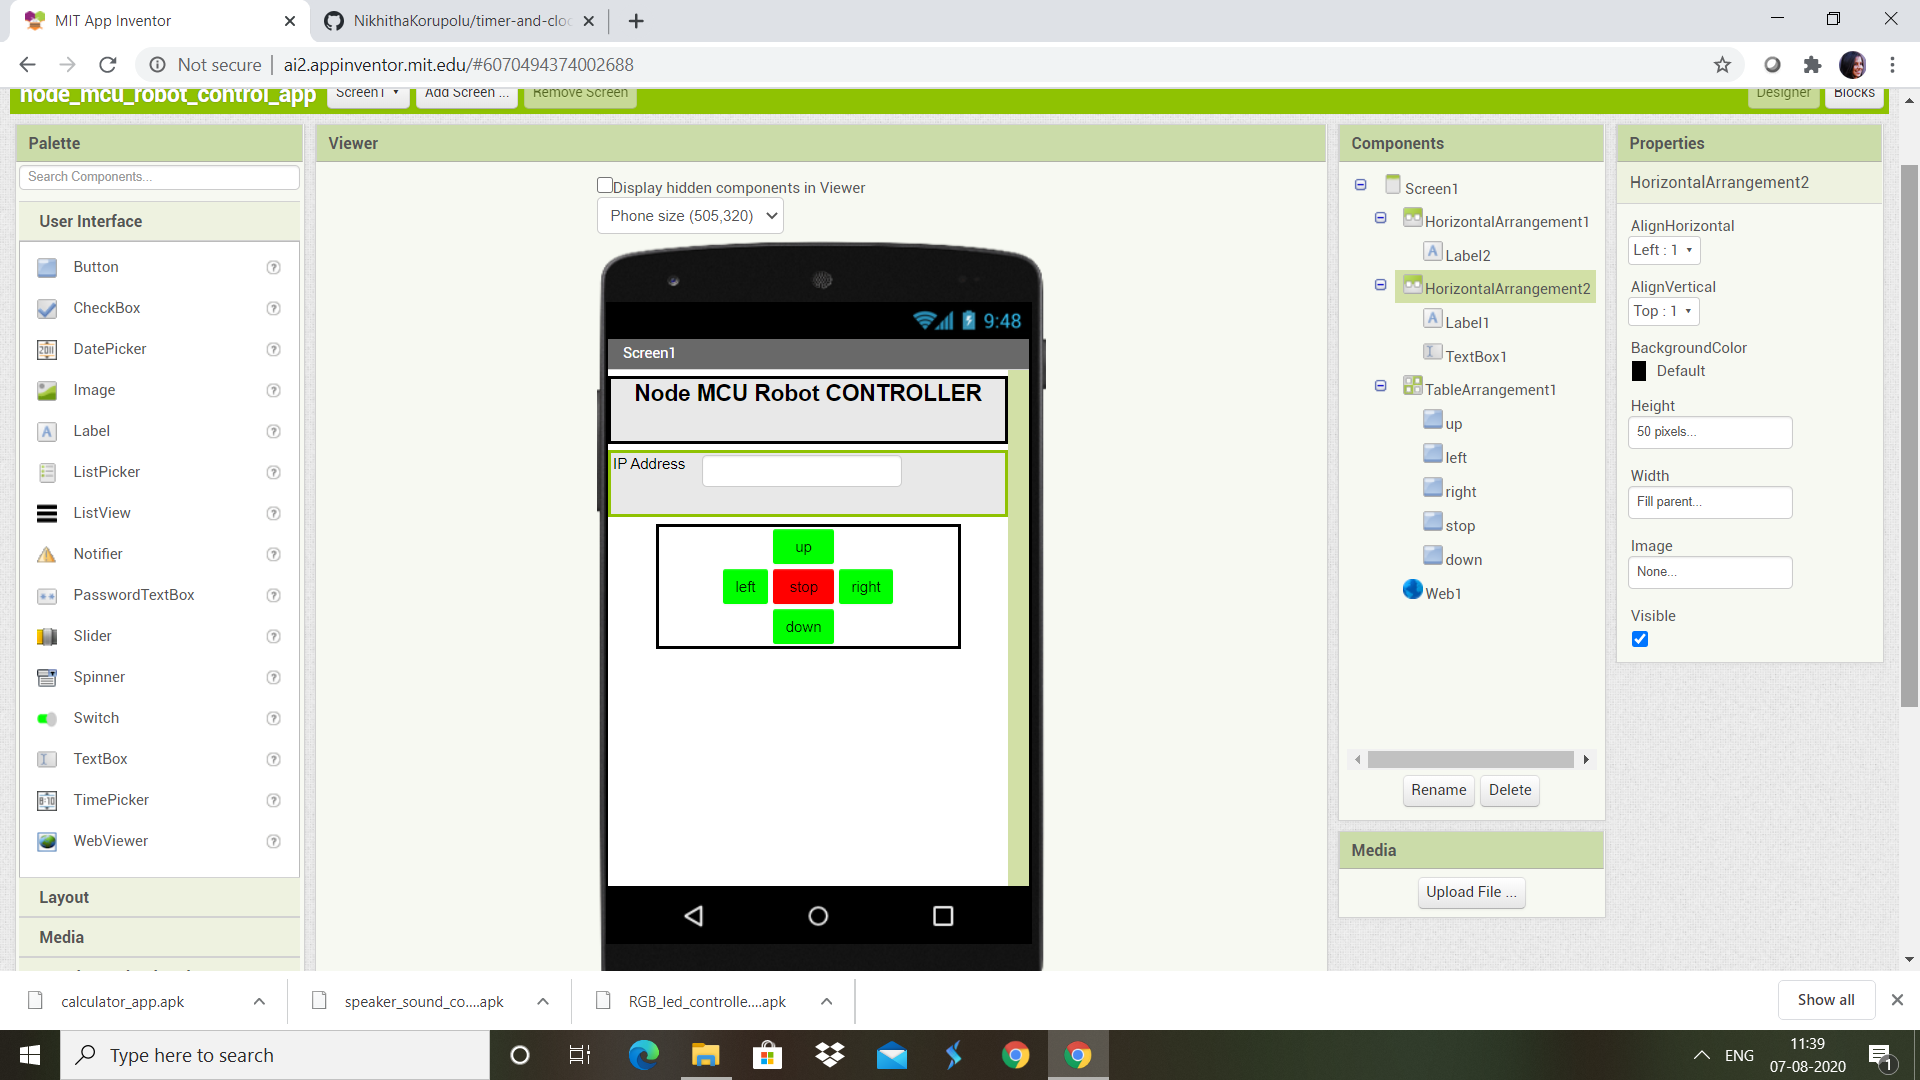 MIT App Inventor
NikhithaKorupolu/timer-and-cloc
Not secure
ai2.appinventor.mit.edu/#6070494374002688
node_mcu_robot_control_app
Screen1
Add Screen ...
Remove Screen
Designer
Blocks
Palette
Search Components...
User Interface
Button
CheckBox
DatePicker
Image
Label
ListPicker
ListView
Notifier
PasswordTextBox
Slider
Spinner
Switch
TextBox
TimePicker
WebViewer
Layout
Media
Viewer
Display hidden components in Viewer
Phone size (505,320)
9:48
Screen1
Node MCU Robot CONTROLLER
IP Address
up
left
stop
right
down
Components
Screen1
HorizontalArrangement1
Label2
HorizontalArrangement2
Label1
TextBox1
TableArrangement1
up
left
right
stop
down
Web1
Rename
Delete
Media
Upload File ...
Properties
HorizontalArrangement2
AlignHorizontal
Left : 1
AlignVertical
Top : 1
BackgroundColor
Default
Height
50 pixels...
Width
Fill parent...
Image
None...
Visible
calculator_app.apk
speaker_sound_co....apk
RGB_led_controlle....apk
Show all
Type here to search
ENG
11:39
07-08-2020
1